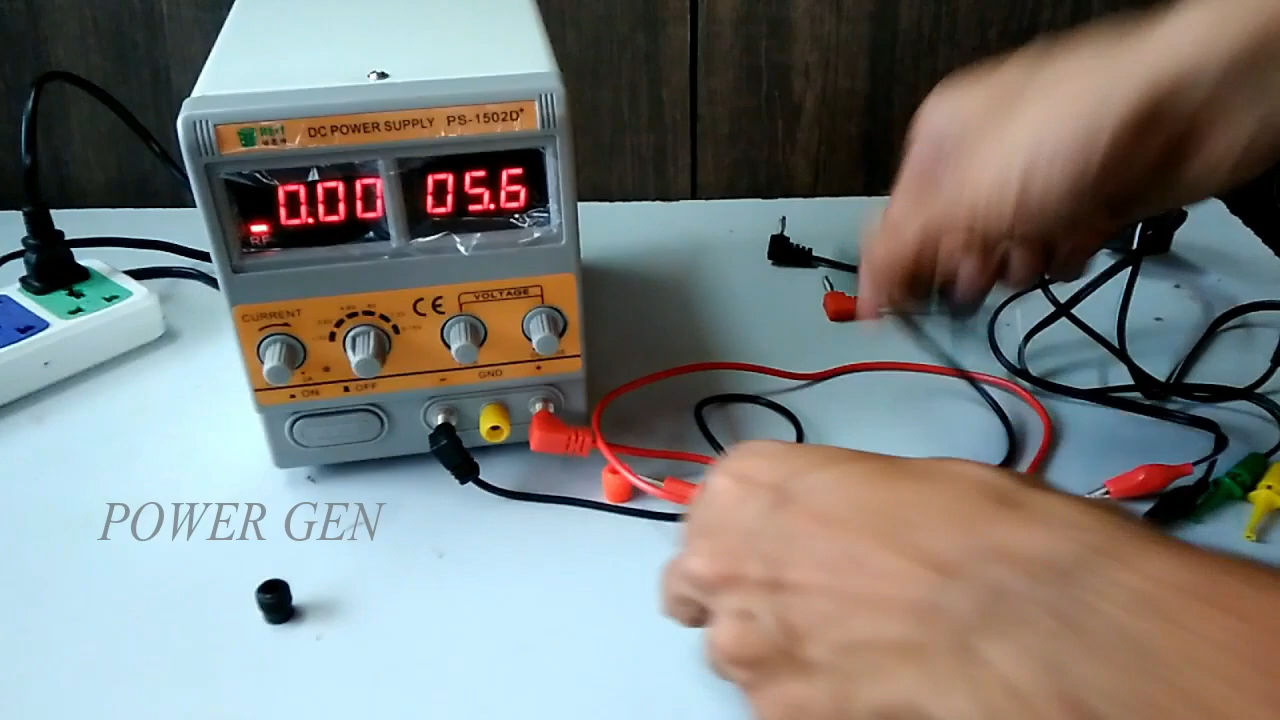 DC POWER SUPPLY PS-1502D+
0.00 05.6
CURRENT
CE
VOLTAGE
ON
OFF
GND
POWER GEN